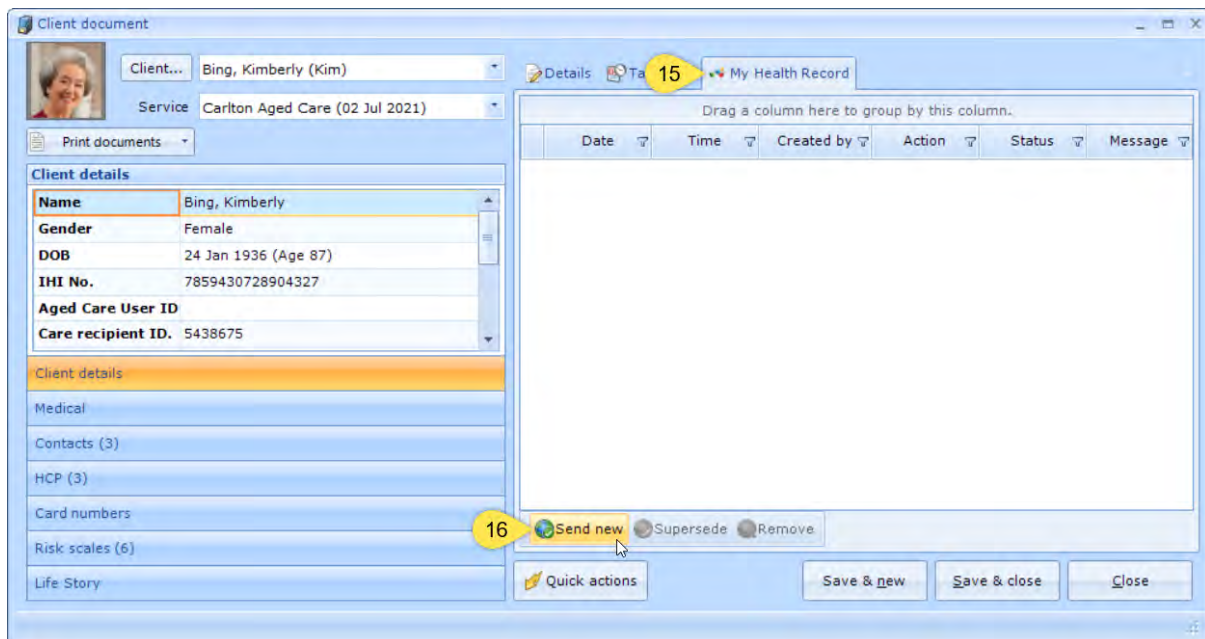 Client document
Client... Bing, Kimberly (Kim)
Service Carlton Aged Care (02 Jul 2021)
Print documents
Client details
Name Bing, Kimberly
Gender Female
DOB 24 Jan 1936 (Age 87)
IHI No. 7859430728904327
Aged Care User ID
Care recipient ID. 5438675
Client details
Medical
Contacts (3)
HCP (3)
Card numbers
Risk scales (6)
Life Story
Details Ta 15 My Health Record
Drag a column here to group by this column.
Date Time Created by Action Status Message
16 Send new Supersede Remove
Quick actions Save & new Save & close Close